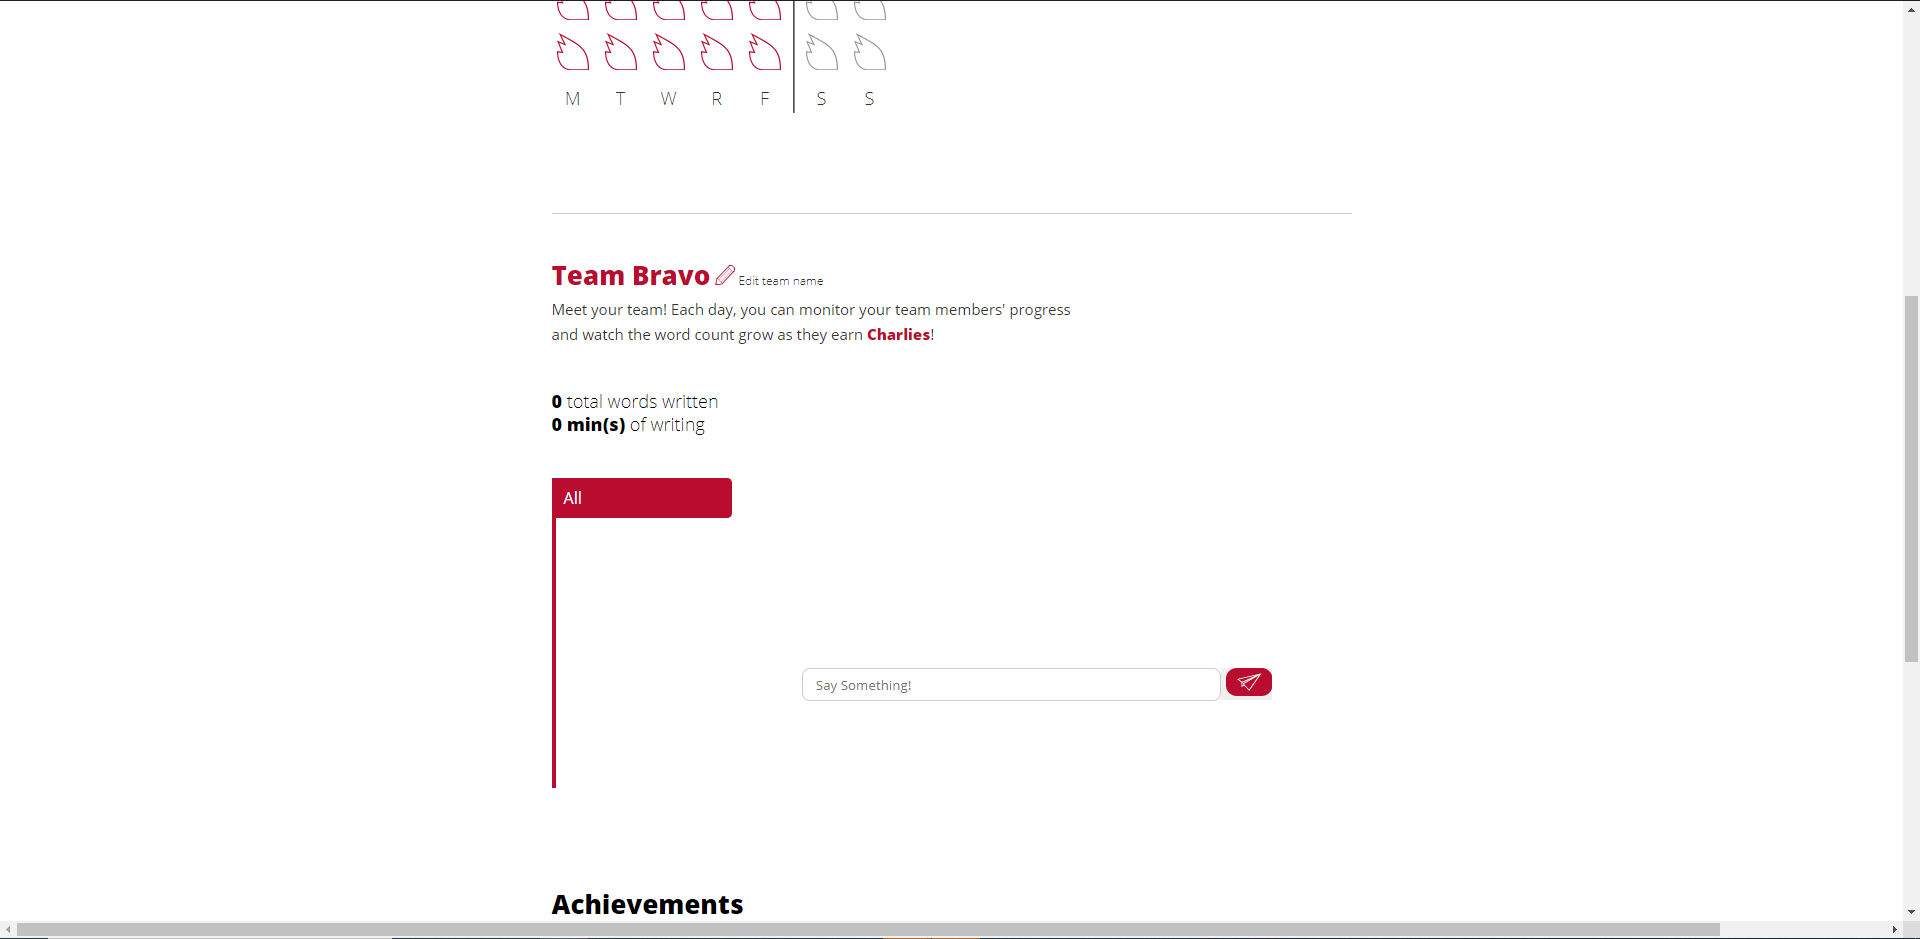 M T W R F S S
Team Bravo Edit team name
Meet your team! Each day, you can monitor your team members' progress
and watch the word count grow as they earn Charlies!
0 total words written
0 min(s) of writing
All
Say Something!
Achievements